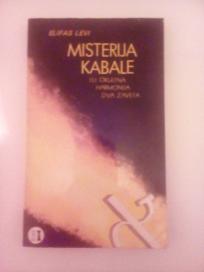 ELIFAS LEVI
MISTERIJA
KABALE
ILI OKULTNA
HARMONIJA
DVA ZAVETA